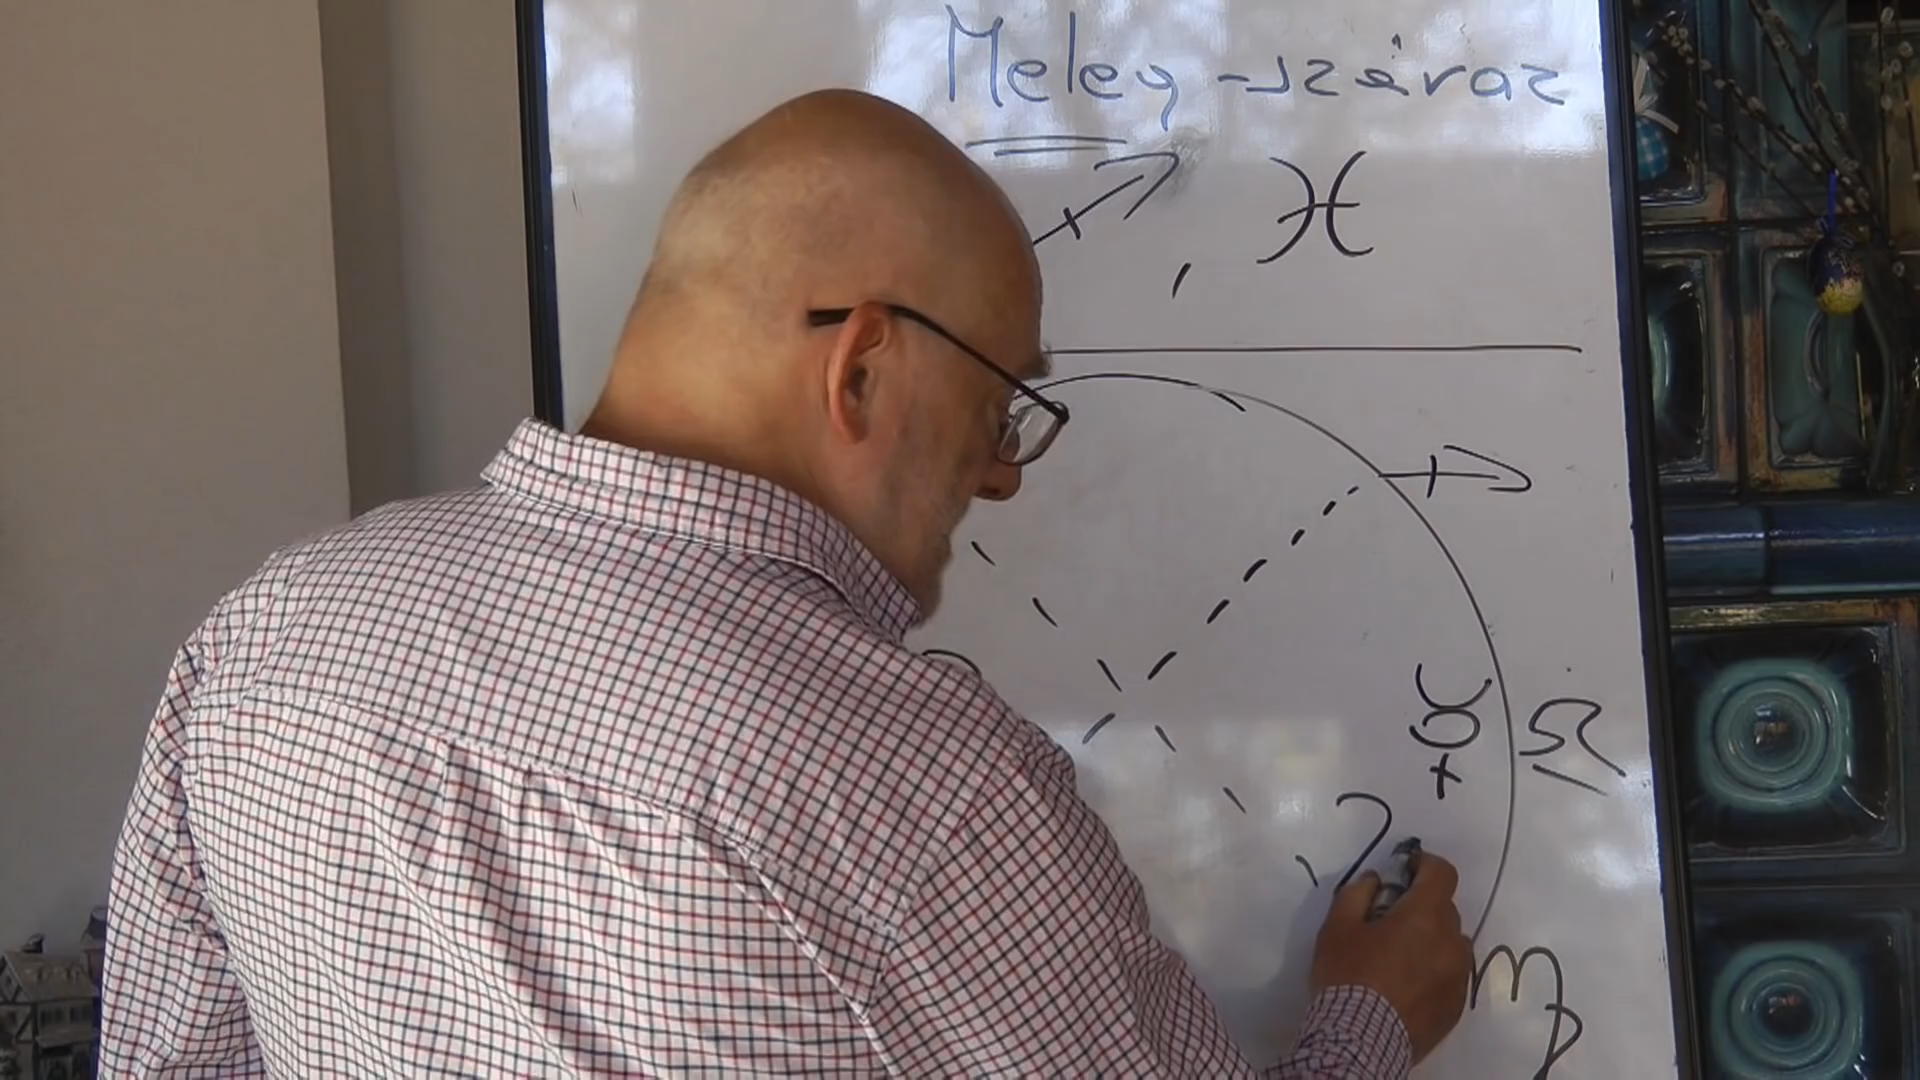 Meleg-száraz
♐ , ♓
☿ ♎
♍